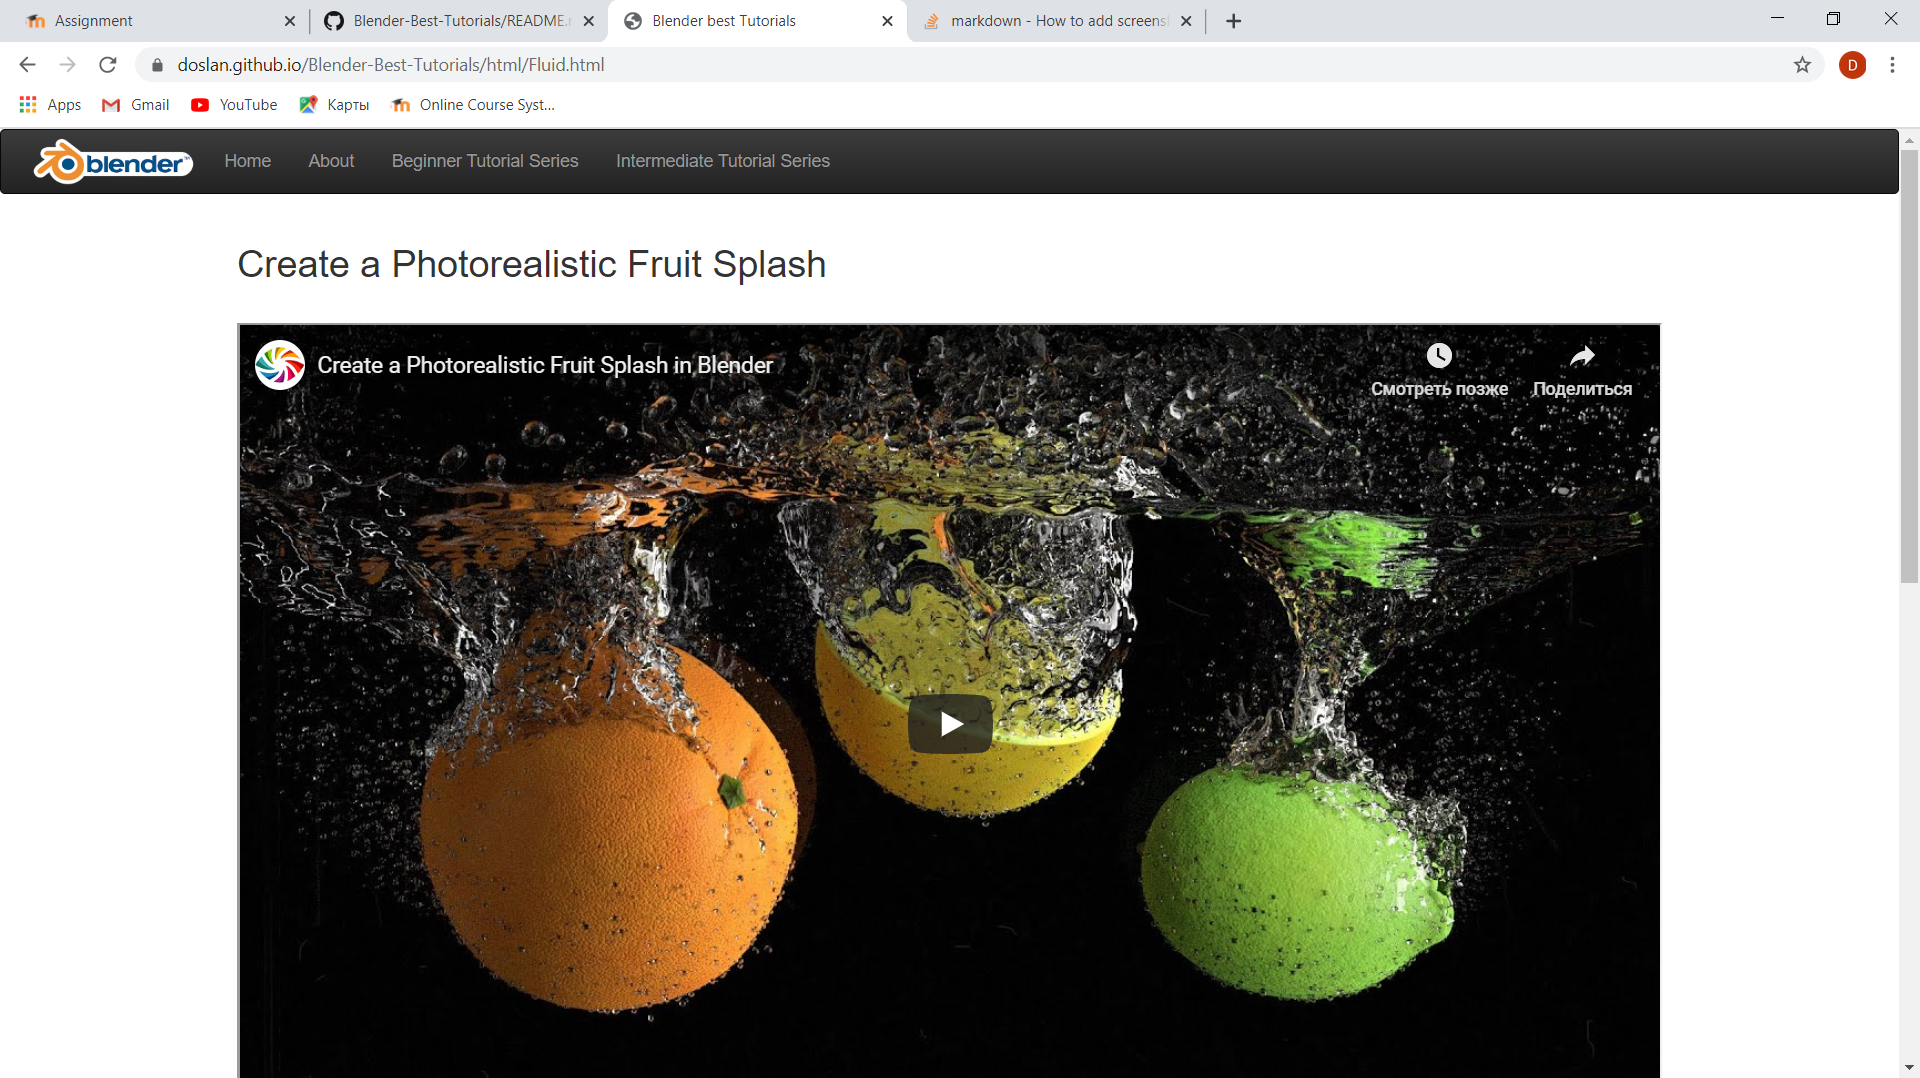 Assignment
Blender-Best-Tutorials/README.
Blender best Tutorials
markdown - How to add screens
doslan.github.io/Blender-Best-Tutorials/html/Fluid.html
D
Apps
Gmail
YouTube
Карты
Online Course Syst...
blender
Home
About
Beginner Tutorial Series
Intermediate Tutorial Series
Create a Photorealistic Fruit Splash
Create a Photorealistic Fruit Splash in Blender
Смотреть позже
Поделиться